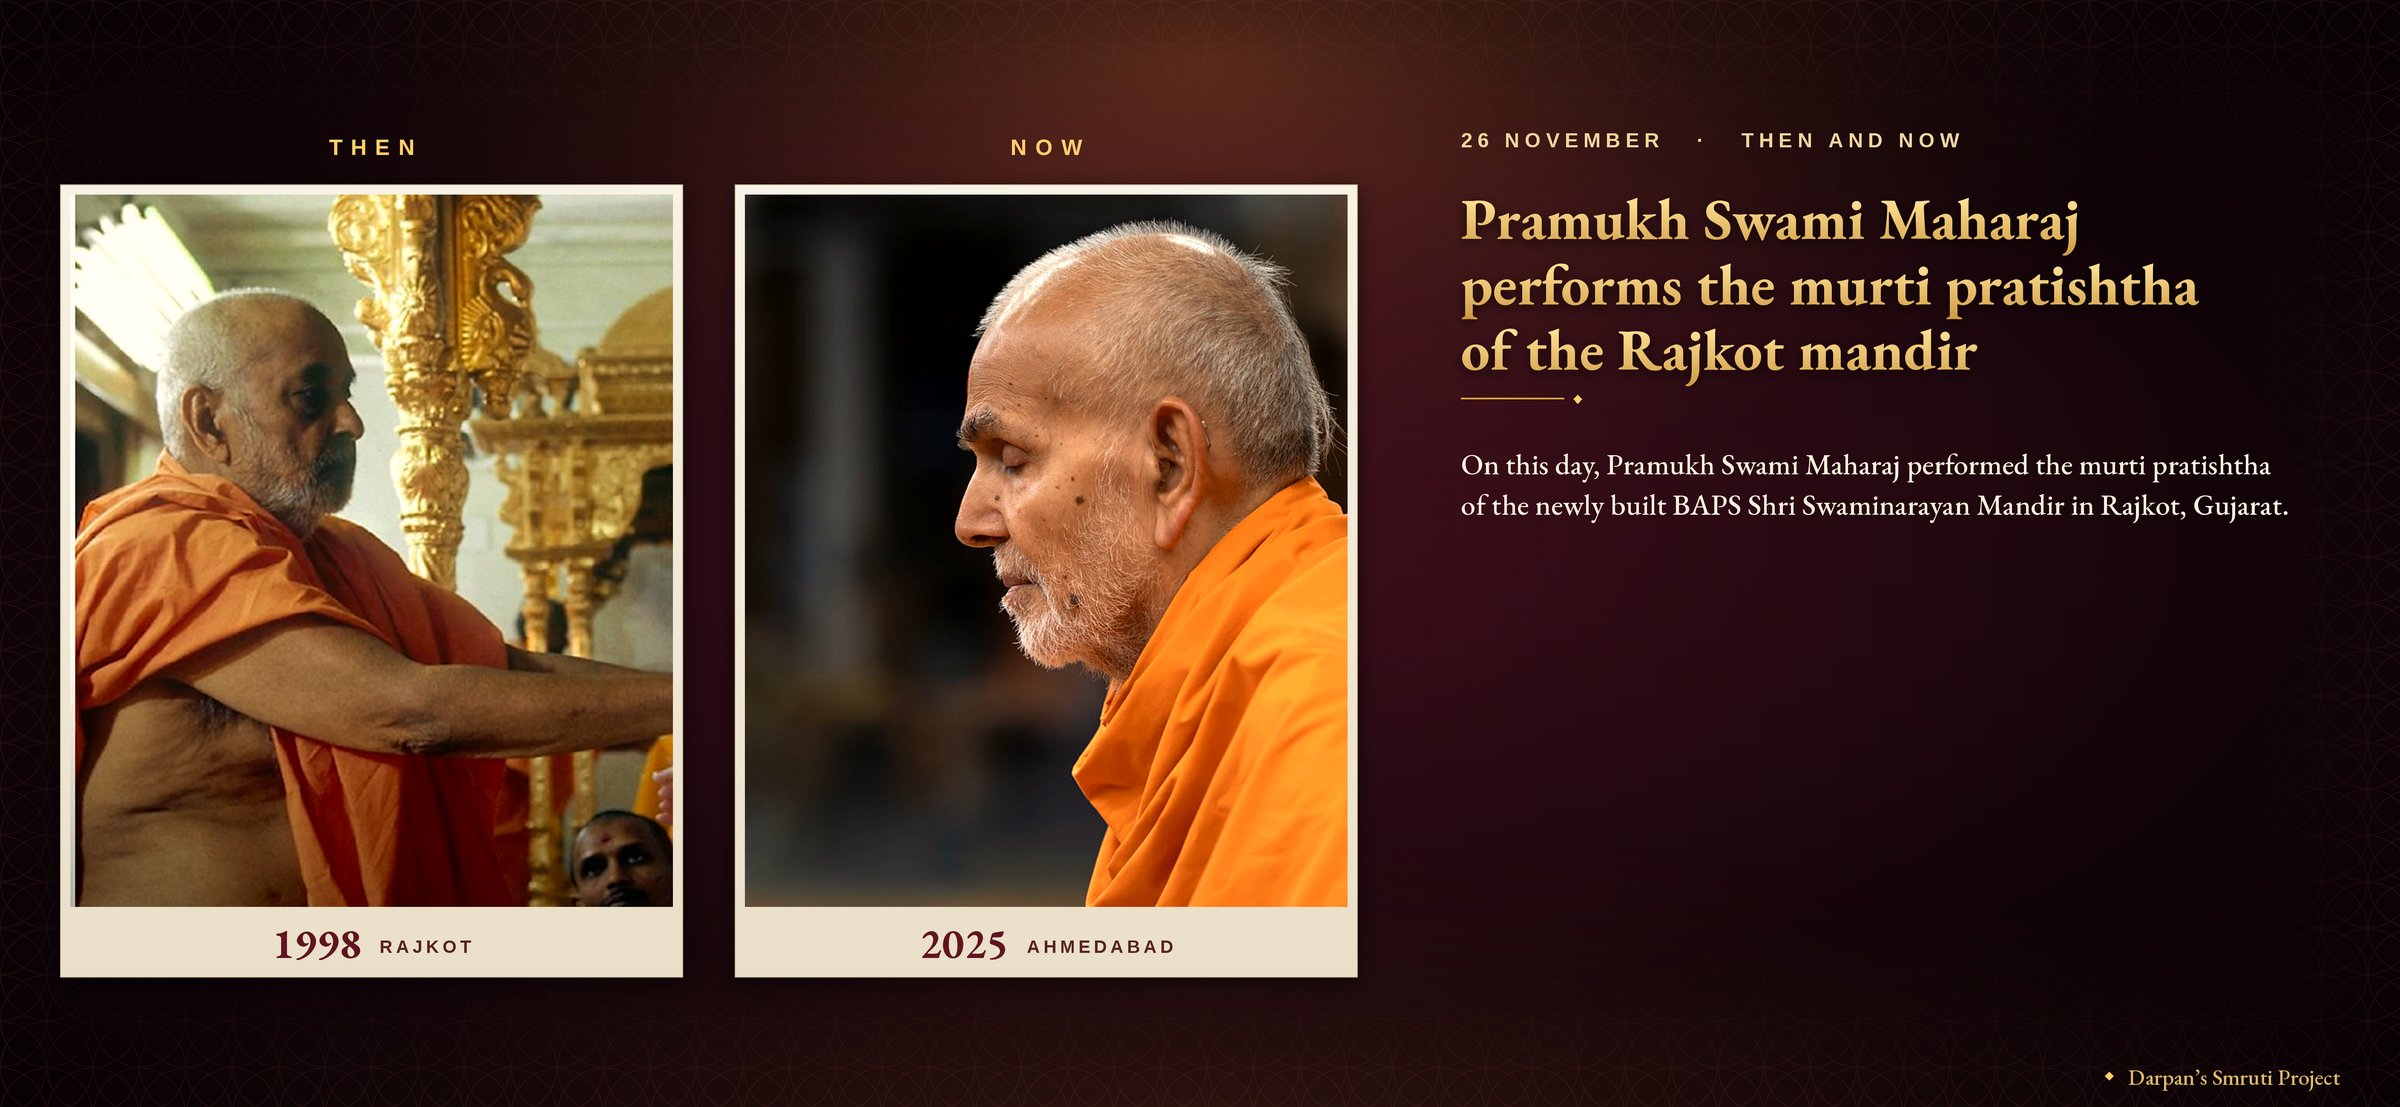 THEN
NOW
26 NOVEMBER · THEN AND NOW
Pramukh Swami Maharaj
performs the murti pratishtha
of the Rajkot mandir
On this day, Pramukh Swami Maharaj performed the murti pratishtha
of the newly built BAPS Shri Swaminarayan Mandir in Rajkot, Gujarat.
1998 RAJKOT
2025 AHMEDABAD
Darpan’s Smruti Project